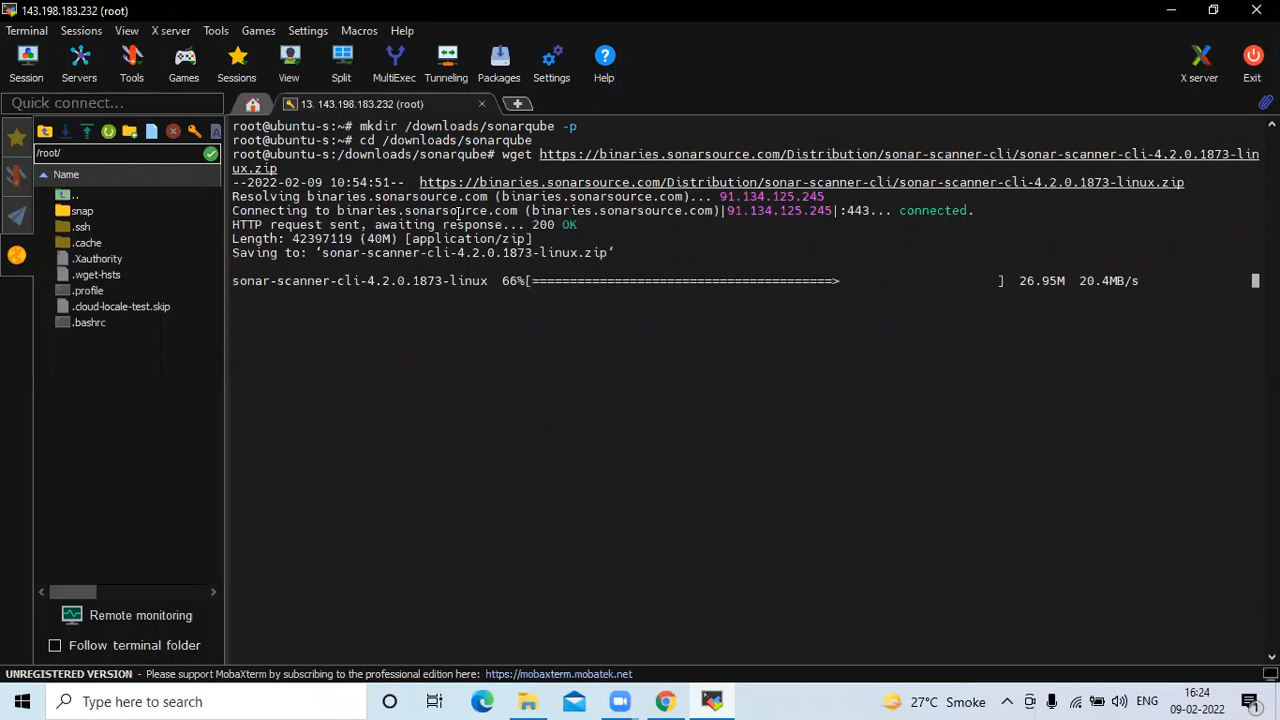 143.198.183.232 (root)
Terminal Sessions View X server Tools Games Settings Macros Help
Session Servers Tools Games Sessions View Split MultiExec Tunneling Packages Settings Help X server Exit
Quick connect...
13. 143.198.183.232 (root)
/root/
Name
..
snap
.ssh
.cache
.Xauthority
.wget-hsts
.profile
.cloud-locale-test.skip
.bashrc
Remote monitoring
Follow terminal folder
root@ubuntu-s:~# mkdir /downloads/sonarqube -p
root@ubuntu-s:~# cd /downloads/sonarqube
root@ubuntu-s:/downloads/sonarqube# wget https://binaries.sonarsource.com/Distribution/sonar-scanner-cli/sonar-scanner-cli-4.2.0.1873-lin
ux.zip
--2022-02-09 10:54:51-- https://binaries.sonarsource.com/Distribution/sonar-scanner-cli/sonar-scanner-cli-4.2.0.1873-linux.zip
Resolving binaries.sonarsource.com (binaries.sonarsource.com)... 91.134.125.245
Connecting to binaries.sonarsource.com (binaries.sonarsource.com)|91.134.125.245|:443... connected.
HTTP request sent, awaiting response... 200 OK
Length: 42397119 (40M) [application/zip]
Saving to: ‘sonar-scanner-cli-4.2.0.1873-linux.zip’
sonar-scanner-cli-4.2.0.1873-linux 66%[========================================> ] 26.95M 20.4MB/s
UNREGISTERED VERSION - Please support MobaXterm by subscribing to the professional edition here: https://mobaxterm.mobatek.net
Type here to search
27°C Smoke
ENG
16:24
09-02-2022
1